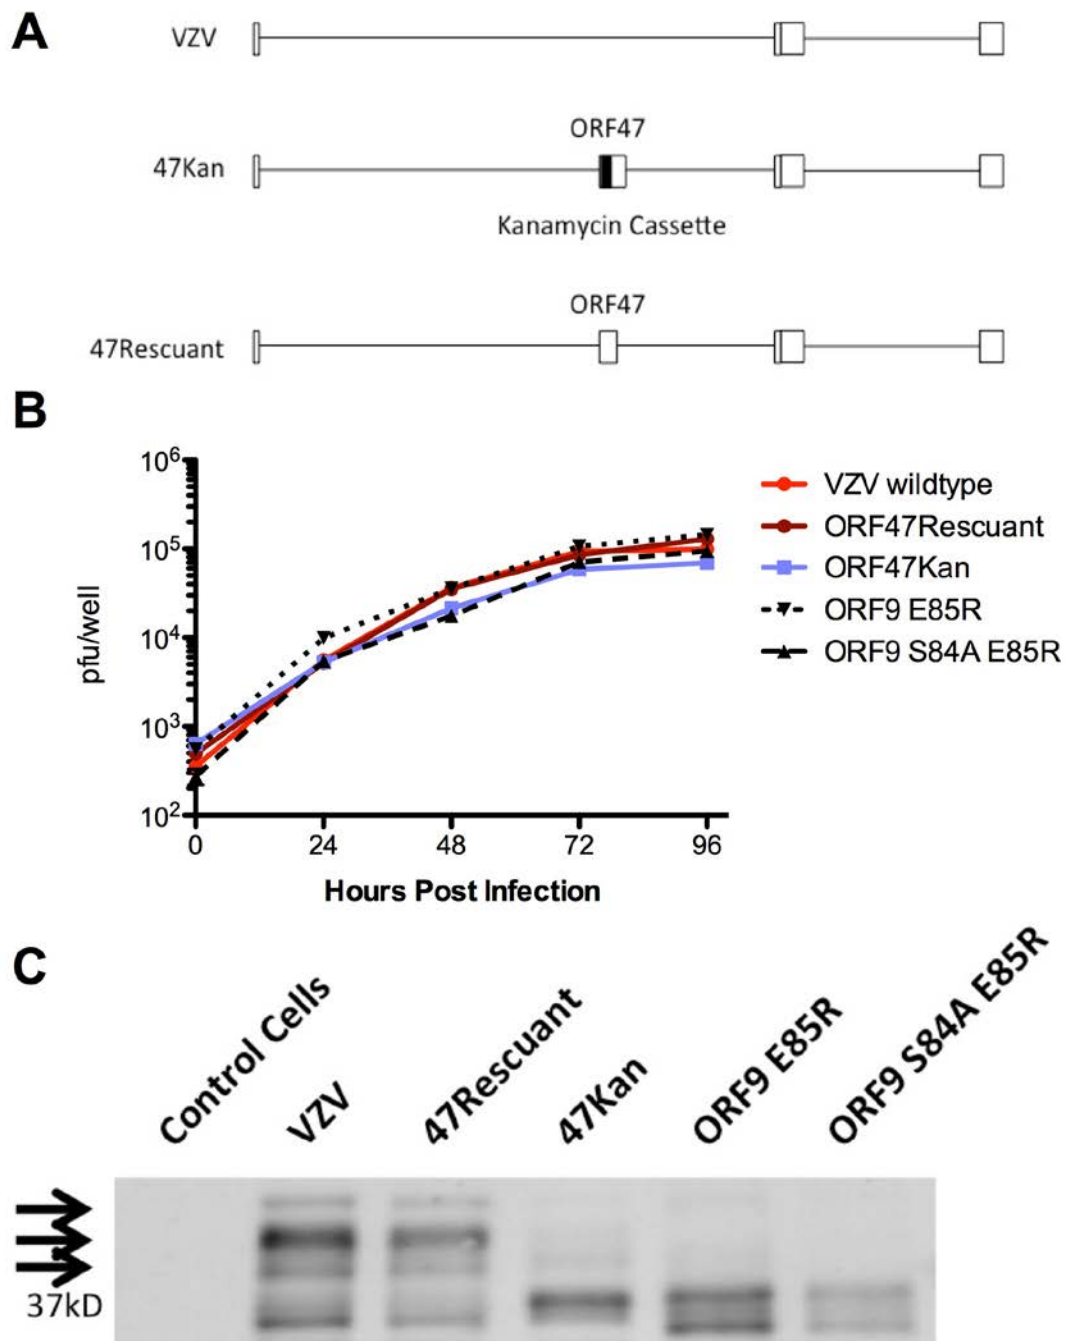 A
VZV
ORF47
47Kan
Kanamycin Cassette
ORF47
47Rescuant
B
10^6
10^5
10^4
10^3
10^2
pfu/well
0 24 48 72 96
Hours Post Infection
VZV wildtype
ORF47Rescuant
ORF47Kan
ORF9 E85R
ORF9 S84A E85R
C
Control Cells
VZV
47Rescuant
47Kan
ORF9 E85R
ORF9 S84A E85R
37kD